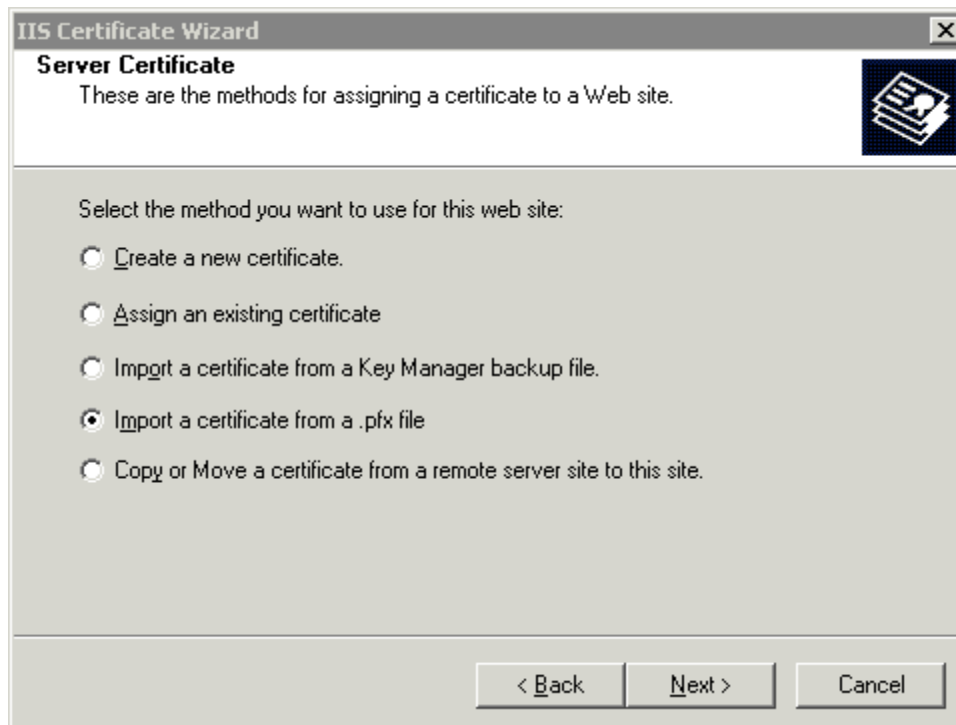 IIS Certificate Wizard
Server Certificate
These are the methods for assigning a certificate to a Web site.
Select the method you want to use for this web site:
Create a new certificate.
Assign an existing certificate
Import a certificate from a Key Manager backup file.
Import a certificate from a .pfx file
Copy or Move a certificate from a remote server site to this site.
< Back Next > Cancel